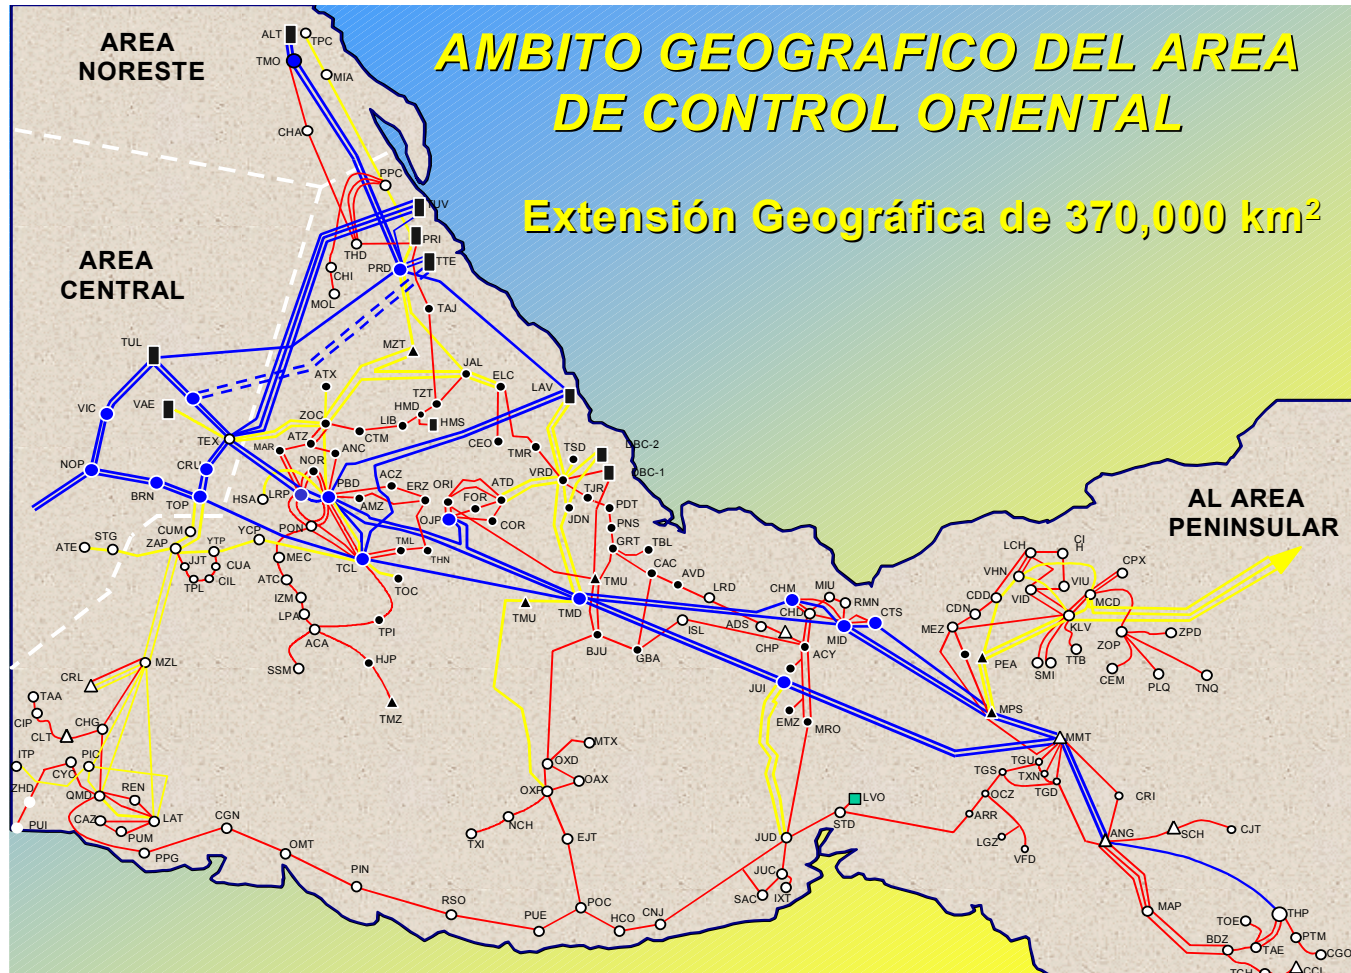 AMBITO GEOGRAFICO DEL AREA
DE CONTROL ORIENTAL
Extensión Geográfica de 370,000 km²
AREA
NORESTE
AREA
CENTRAL
AL AREA
PENINSULAR
ALT
TPC
TMO
MIA
CHA
PPC
TUV
PRI
THD
TTE
PRD
CHI
MOL
TAJ
TUL
MZT
JAL
ELC
ATX
LAV
VIC
VAE
TZT
HMD
HMS
ZOC
LIB
CTM
TEX
ATZ
MAR
ANC
CEO
TMR
TSD
DBC-2
DBC-1
NOP
CRU
NOR
VRD
BRN
TOP
HSA
LRP
PBD
ACZ
AMZ
ERZ
ORI
FOR
ATD
TJR
PDT
JDN
OJP
COR
PNS
CUM
YCP
PON
GRT
TBL
ATE
STG
ZAP
YTP
JJT
CUA
TPL
CIL
MEC
TCL
TML
THN
CAC
ATC
TOC
TMU
AVD
IZM
LPA
ACA
TPI
TMU
TMD
LRD
CHM
MIU
RMN
CHD
CTS
MID
ISL
ADS
CHP
BJU
GBA
ACY
SSM
HJP
JUI
TMZ
EMZ
MRO
LCH
CI
H
CPX
VHN
VIU
CDD
VID
MCD
CDN
MEZ
KLV
ZPD
ZOP
PEA
TTB
SMI
CEM
PLQ
TNQ
MPS
MZL
CRL
TAA
CIP
CHG
CLT
ITP
CYO
PIC
ZHD
REN
QMD
CAZ
LAT
PUM
PUI
PPG
CGN
OMT
PIN
RSO
PUE
POC
HCO
CNJ
MTX
OXD
OAX
OXP
NCH
TXI
EJT
MMT
TGU
TGS
TXN
TGD
OCZ
CRI
LVO
STD
ARR
JUD
LGZ
VFD
ANG
SCH
CJT
JUC
SAC
IXT
MAP
TOE
THP
BDZ
TAE
PTM
CGO
TCH
CCL